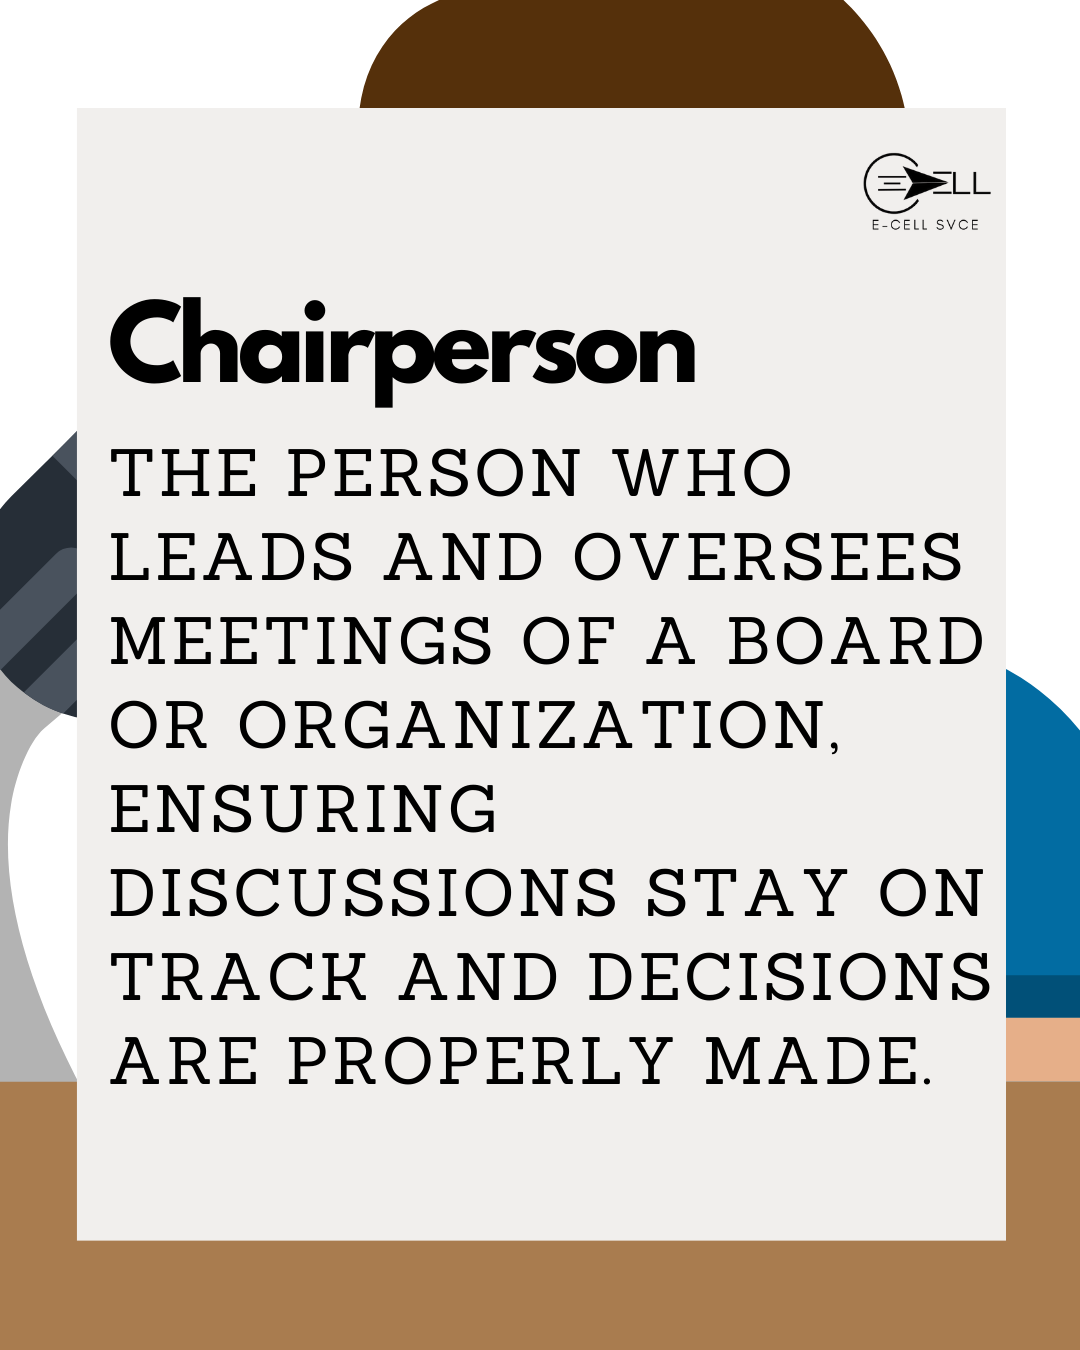 ELL
E-CELL SVCE
Chairperson
THE PERSON WHO
LEADS AND OVERSEES
MEETINGS OF A BOARD
OR ORGANIZATION,
ENSURING
DISCUSSIONS STAY ON
TRACK AND DECISIONS
ARE PROPERLY MADE.